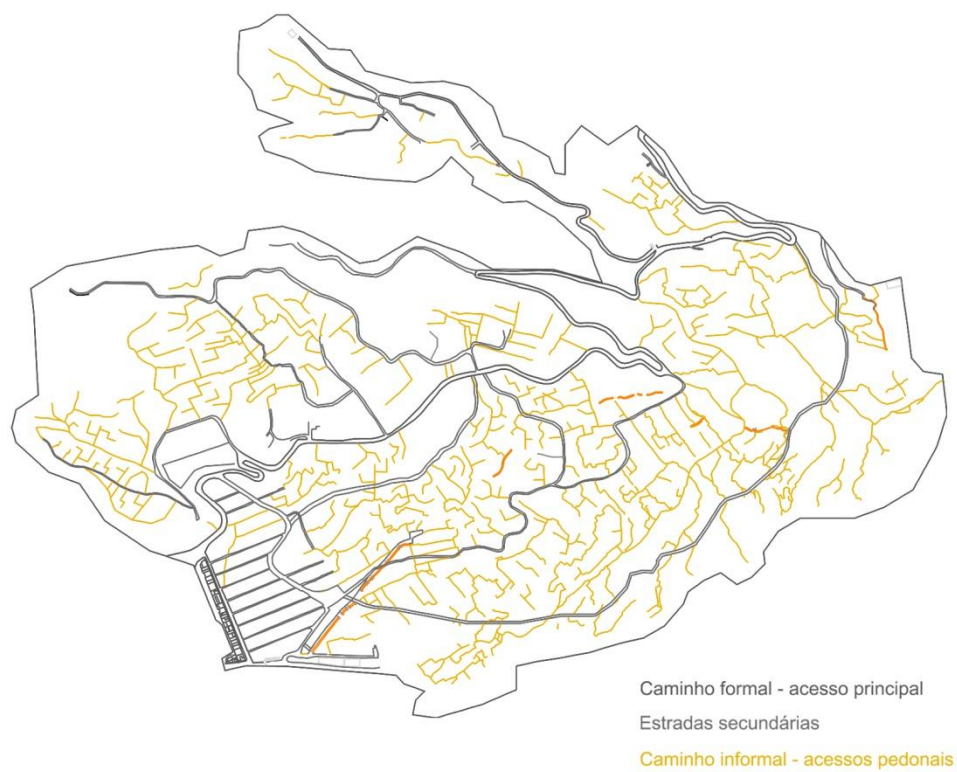 Caminho formal - acesso principal
Estradas secundárias
Caminho informal - acessos pedonais